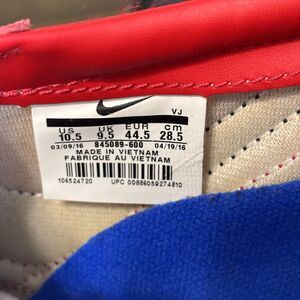 VJ
US UK EUR cm
10.5 9.5 44.5 28.5
03/09/16 845089-600 04/19/16
MADE IN VIETNAM
FABRIQUE AU VIETNAM
106524720 UPC 00886059274810